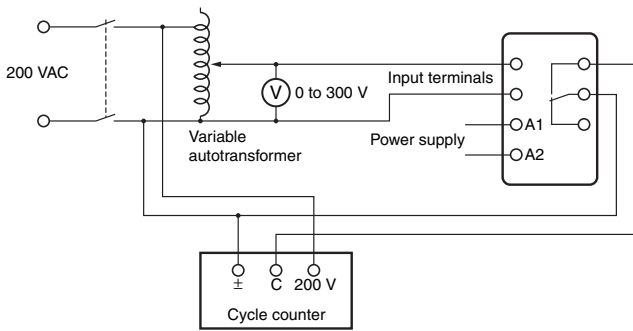 200 VAC
V
0 to 300 V
Input terminals
Variable
autotransformer
Power supply
A1
A2
± C 200 V
Cycle counter